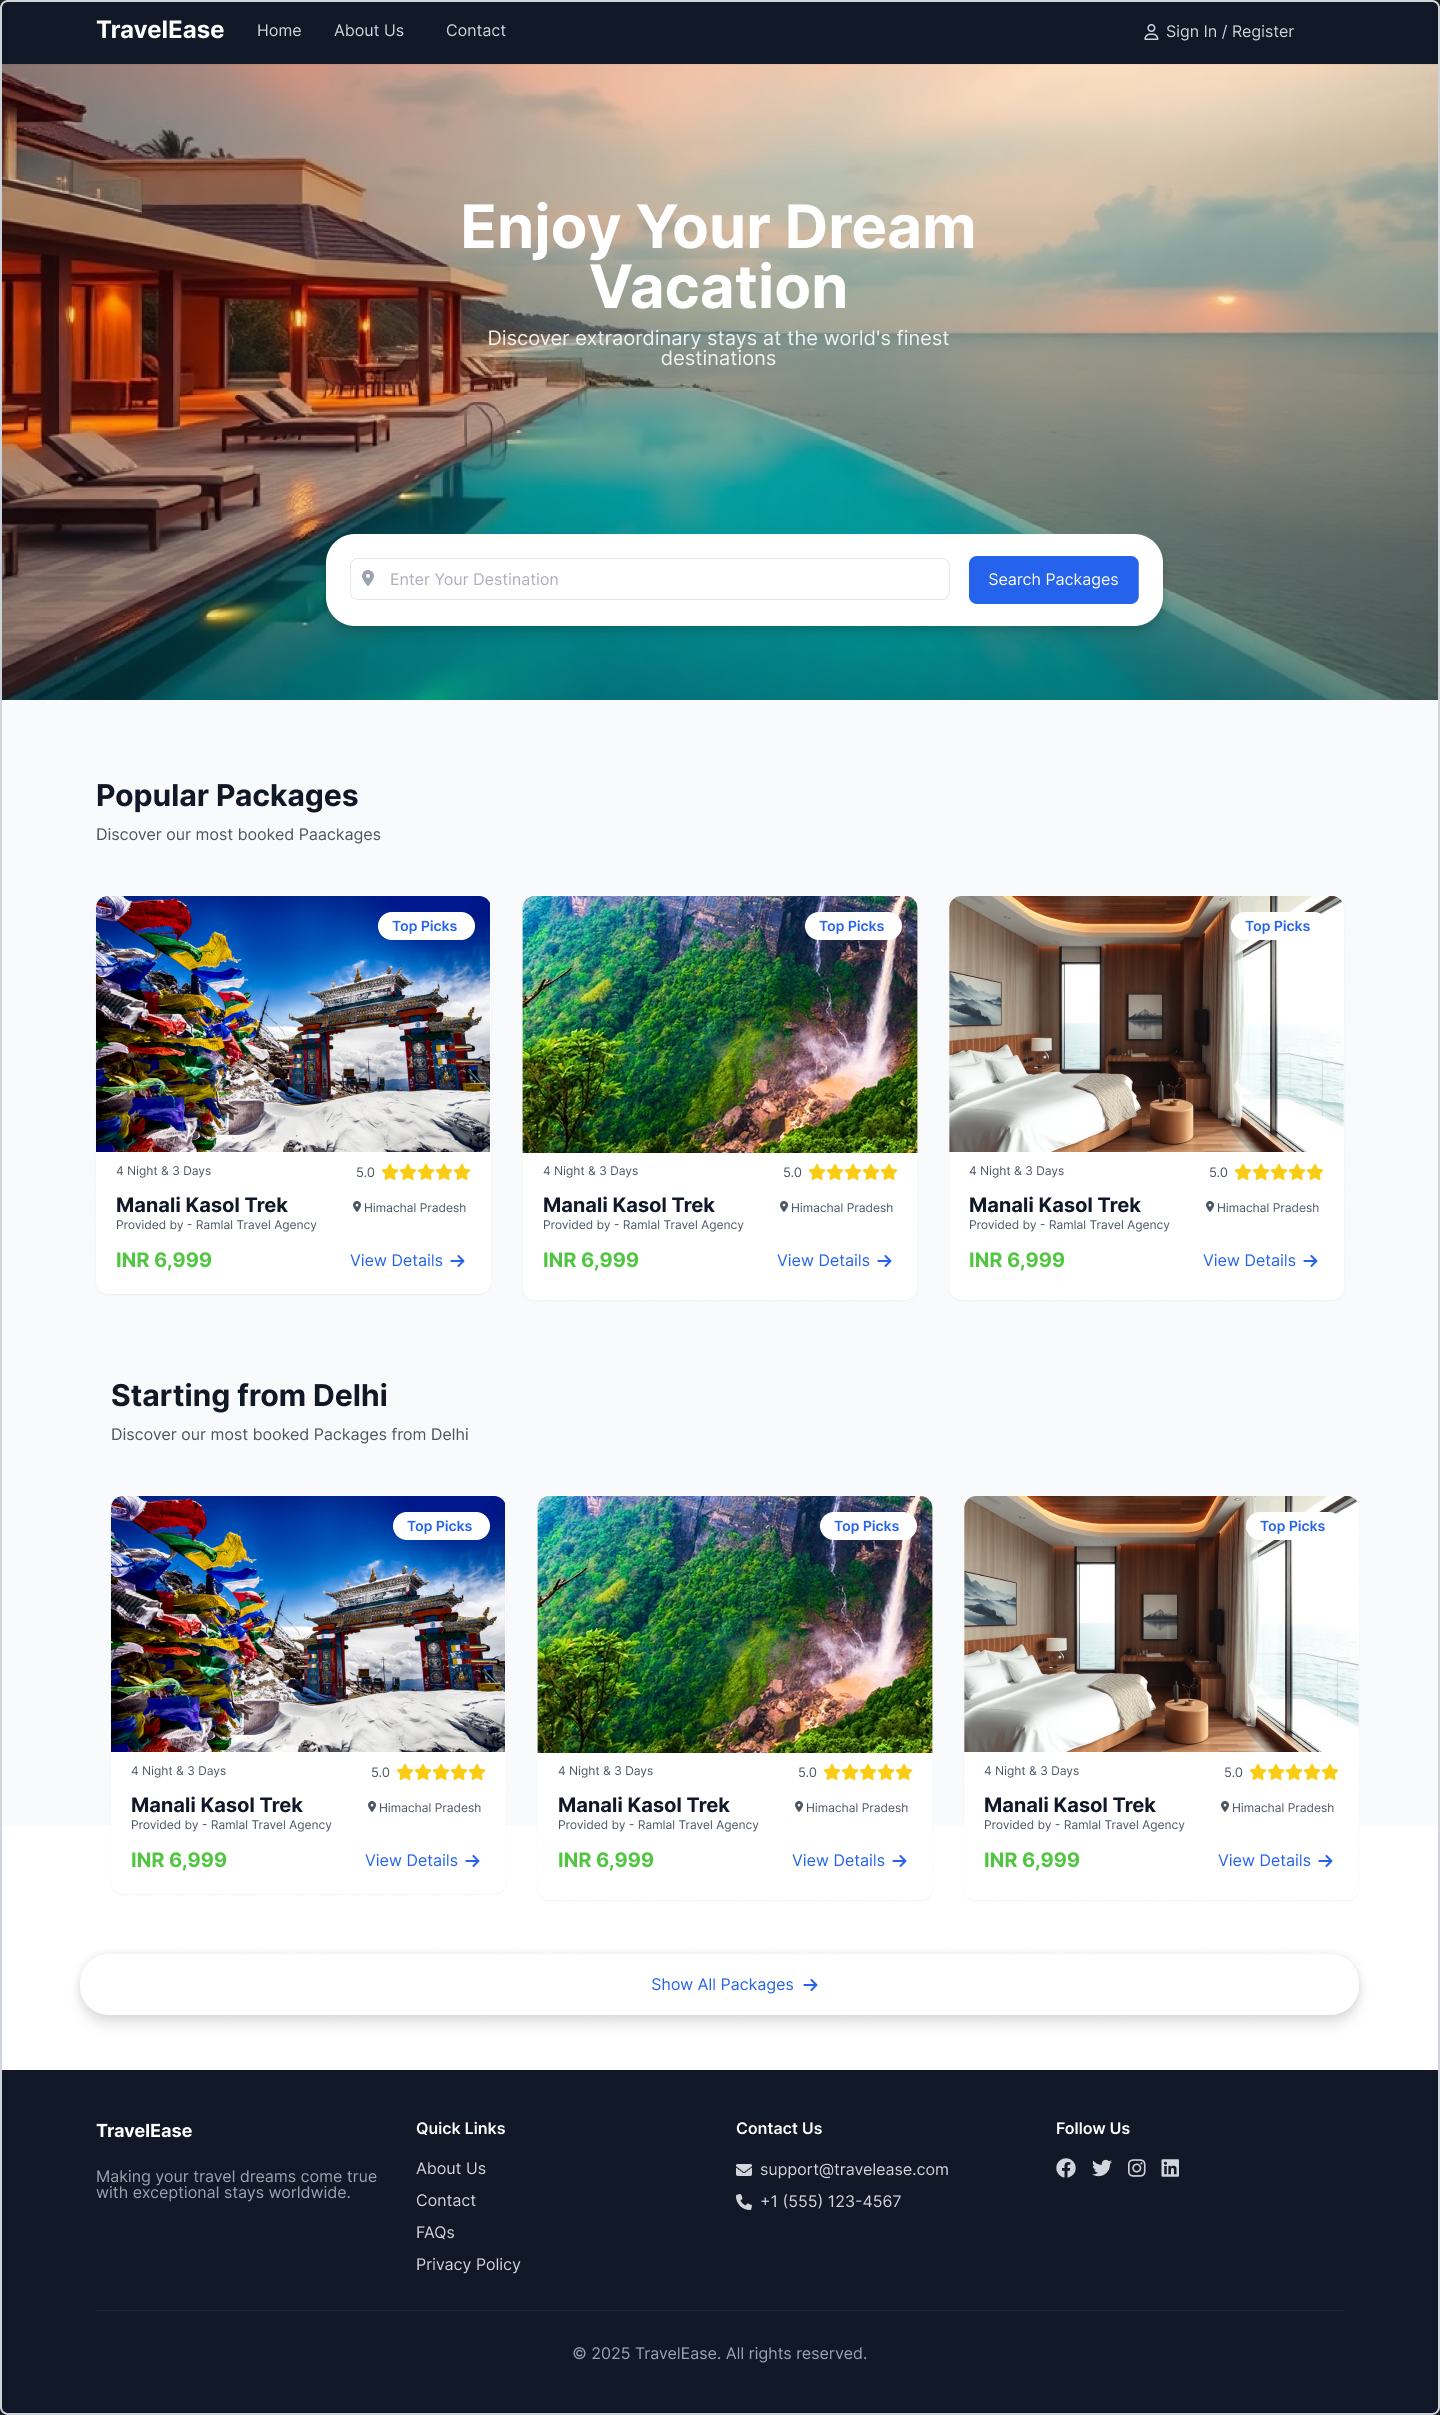 TravelEase
Home
About Us
Contact
Sign In / Register
Enjoy Your Dream
Vacation
Discover extraordinary stays at the world's finest
destinations
Enter Your Destination
Search Packages
Popular Packages
Discover our most booked Paackages
Top Picks
4 Night & 3 Days
5.0
Manali Kasol Trek
Himachal Pradesh
Provided by - Ramlal Travel Agency
INR 6,999
View Details
Top Picks
4 Night & 3 Days
5.0
Manali Kasol Trek
Himachal Pradesh
Provided by - Ramlal Travel Agency
INR 6,999
View Details
Top Picks
4 Night & 3 Days
5.0
Manali Kasol Trek
Himachal Pradesh
Provided by - Ramlal Travel Agency
INR 6,999
View Details
Starting from Delhi
Discover our most booked Packages from Delhi
Top Picks
4 Night & 3 Days
5.0
Manali Kasol Trek
Himachal Pradesh
Provided by - Ramlal Travel Agency
INR 6,999
View Details
Top Picks
4 Night & 3 Days
5.0
Manali Kasol Trek
Himachal Pradesh
Provided by - Ramlal Travel Agency
INR 6,999
View Details
Top Picks
4 Night & 3 Days
5.0
Manali Kasol Trek
Himachal Pradesh
Provided by - Ramlal Travel Agency
INR 6,999
View Details
Show All Packages
TravelEase
Making your travel dreams come true
with exceptional stays worldwide.
Quick Links
About Us
Contact
FAQs
Privacy Policy
Contact Us
support@travelease.com
+1 (555) 123-4567
Follow Us
© 2025 TravelEase. All rights reserved.